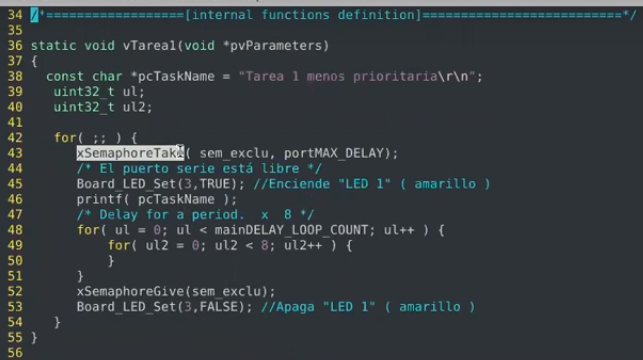 34 /*==================[internal functions definition]==========================*/
35
36 static void vTarea1(void *pvParameters)
37 {
38 const char *pcTaskName = "Tarea 1 menos prioritaria\r\n";
39 uint32_t ul;
40 uint32_t ul2;
41
42 for( ;; ) {
43 xSemaphoreTake( sem_exclu, portMAX_DELAY);
44 /* El puerto serie está libre */
45 Board_LED_Set(3,TRUE); //Enciende "LED 1" ( amarillo )
46 printf( pcTaskName );
47 /* Delay for a period. x 8 */
48 for( ul = 0; ul < mainDELAY_LOOP_COUNT; ul++ ) {
49 for( ul2 = 0; ul2 < 8; ul2++ ) {
50 }
51 }
52 xSemaphoreGive(sem_exclu);
53 Board_LED_Set(3,FALSE); //Apaga "LED 1" ( amarillo )
54 }
55 }
56